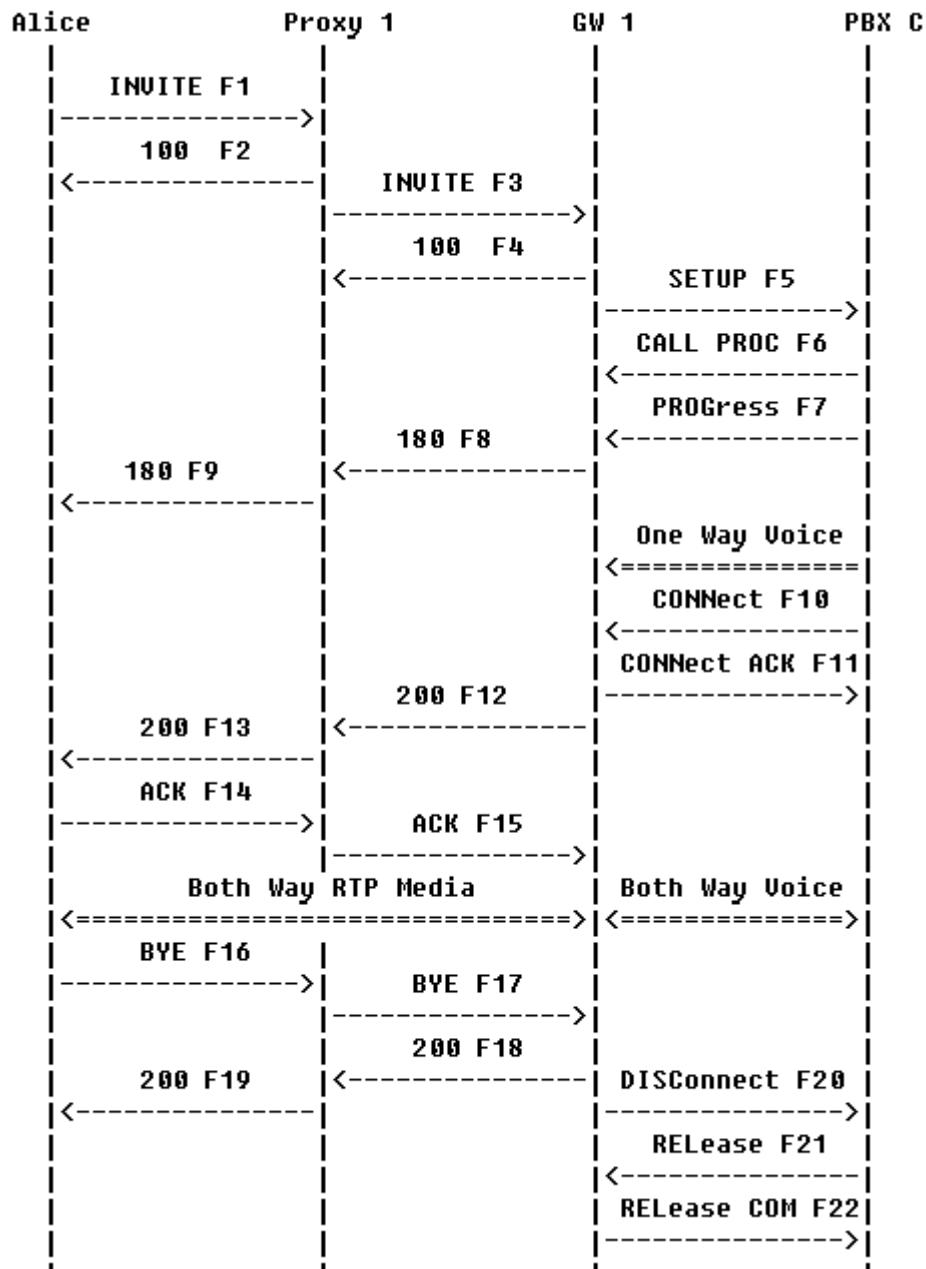 Alice Proxy 1 GW 1 PBX C
INVITE F1
100 F2
INVITE F3
100 F4
SETUP F5
CALL PROC F6
PROGress F7
180 F8
180 F9
One Way Voice
CONNect F10
CONNect ACK F11
200 F12
200 F13
ACK F14
ACK F15
Both Way RTP Media Both Way Voice
BYE F16
BYE F17
200 F18
200 F19 DISConnect F20
RELease F21
RELease COM F22